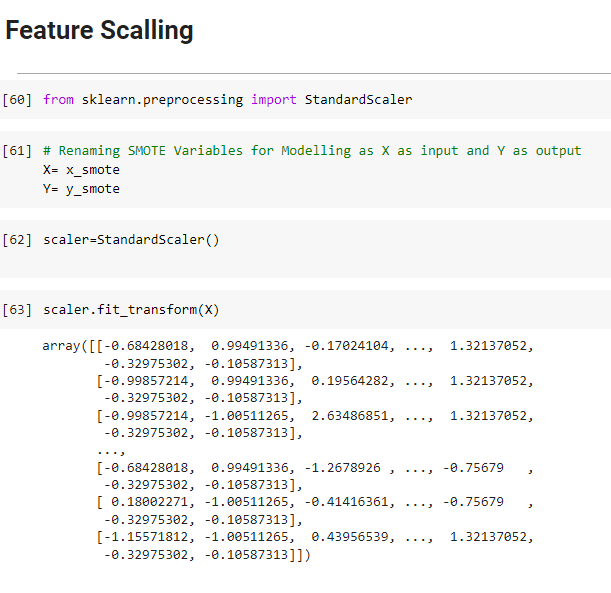 Feature Scalling
[60] from sklearn.preprocessing import StandardScaler
[61] # Renaming SMOTE Variables for Modelling as X as input and Y as output
X= x_smote
Y= y_smote
[62] scaler=StandardScaler()
[63] scaler.fit_transform(X)
array([[-0.68428018,  0.99491336, -0.17024104, ...,  1.32137052,
        -0.32975302, -0.10587313],
       [-0.99857214,  0.99491336,  0.19564282, ...,  1.32137052,
        -0.32975302, -0.10587313],
       [-0.99857214, -1.00511265,  2.63486851, ...,  1.32137052,
        -0.32975302, -0.10587313],
       ...,
       [-0.68428018,  0.99491336, -1.2678926 , ..., -0.75679   ,
        -0.32975302, -0.10587313],
       [ 0.18002271, -1.00511265, -0.41416361, ..., -0.75679   ,
        -0.32975302, -0.10587313],
       [-1.15571812, -1.00511265,  0.43956539, ...,  1.32137052,
        -0.32975302, -0.10587313]])